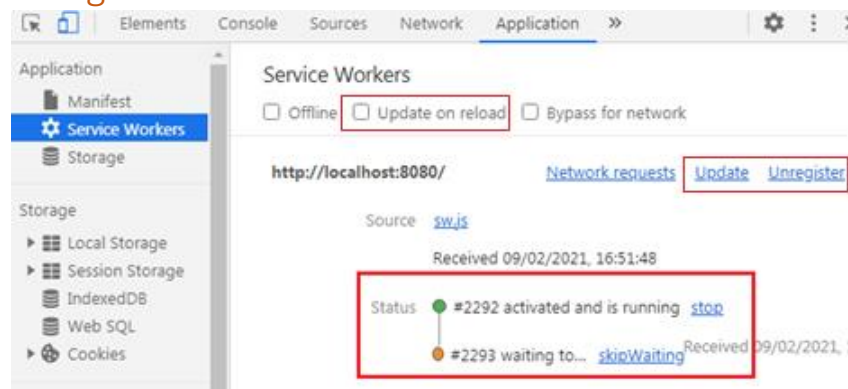 Elements Console Sources Network Application »
Application
Manifest
Service Workers
Storage
Storage
Local Storage
Session Storage
IndexedDB
Web SQL
Cookies
Service Workers
Offline Update on reload Bypass for network
http://localhost:8080/ Network requests Update Unregister
Source sw.js
Received 09/02/2021, 16:51:48
Status #2292 activated and is running stop
#2293 waiting to... skipWaiting Received 09/02/2021,